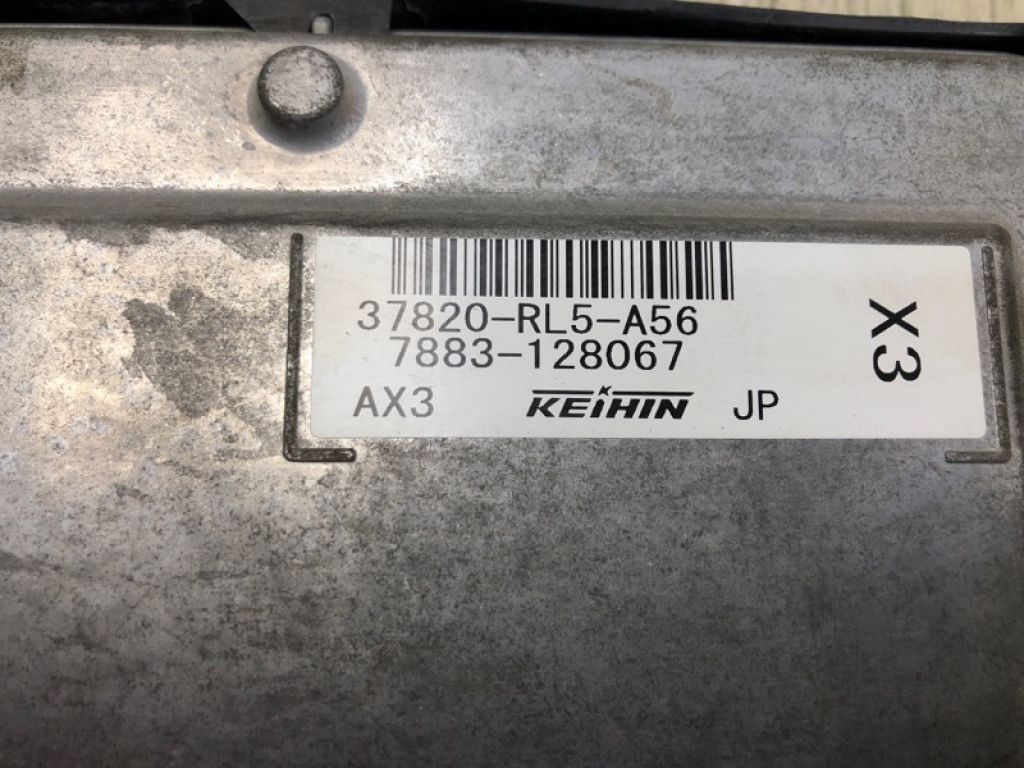 37820-RL5-A56
7883-128067
AX3 KEIHIN JP
X3